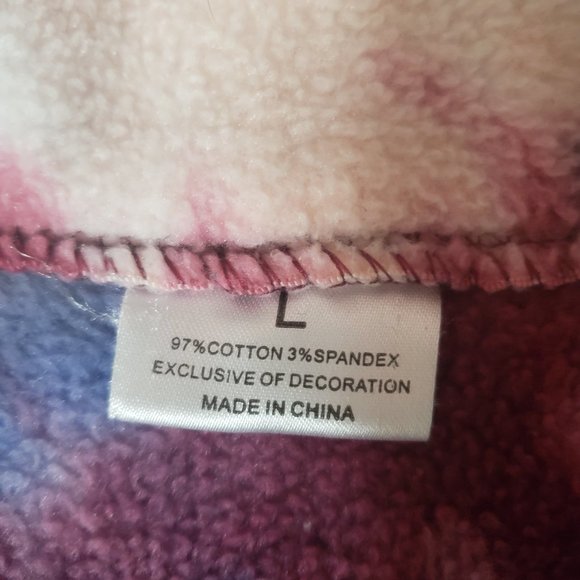 L
97%COTTON 3%SPANDEX
EXCLUSIVE OF DECORATION
MADE IN CHINA